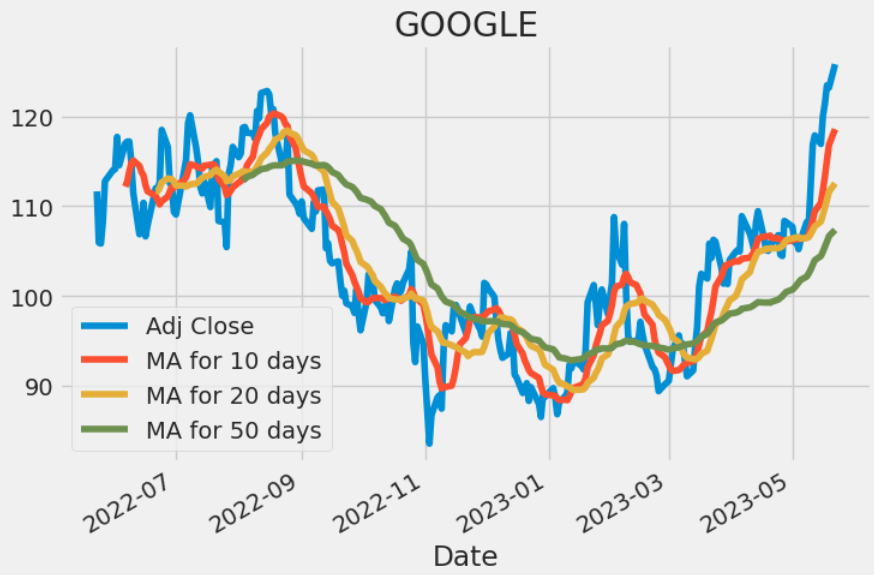 GOOGLE
120
110
100
90
Adj Close
MA for 10 days
MA for 20 days
MA for 50 days
2022-07
2022-09
2022-11
2023-01
2023-03
2023-05
Date